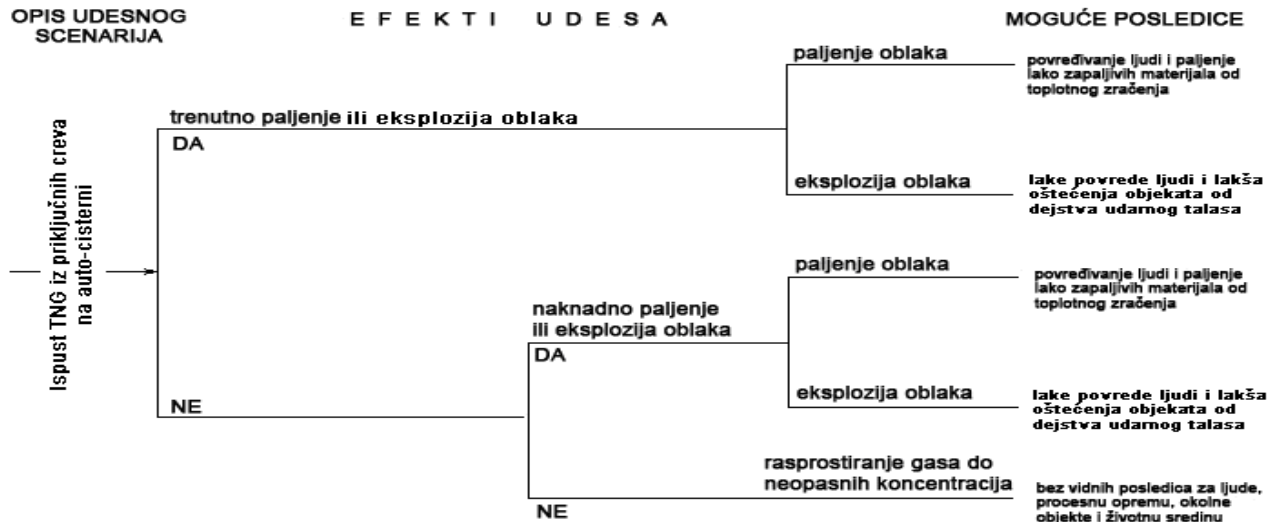 OPIS UDESNOG
SCENARIJA
EFEKTI UDESA
MOGUĆE POSLEDICE
Ispust TNG iz priključnih creva
na auto-cisterni
trenutno paljenje ili eksplozija oblaka
DA
paljenje oblaka
povređivanje ljudi i paljenje
lako zapaljivih materijala od
toplotnog zračenja
eksplozija oblaka
lake povrede ljudi i lakša
oštećenja objekata od
dejstva udarnog talasa
NE
naknadno paljenje
ili eksplozija oblaka
DA
paljenje oblaka
povređivanje ljudi i paljenje
lako zapaljivih materijala od
toplotnog zračenja
eksplozija oblaka
lake povrede ljudi i lakša
oštećenja objekata od
dejstva udarnog talasa
NE
rasprostiranje gasa do
neopasnih koncentracija
bez vidnih posledica za ljude,
procesnu opremu, okolne
objekte i životnu sredinu